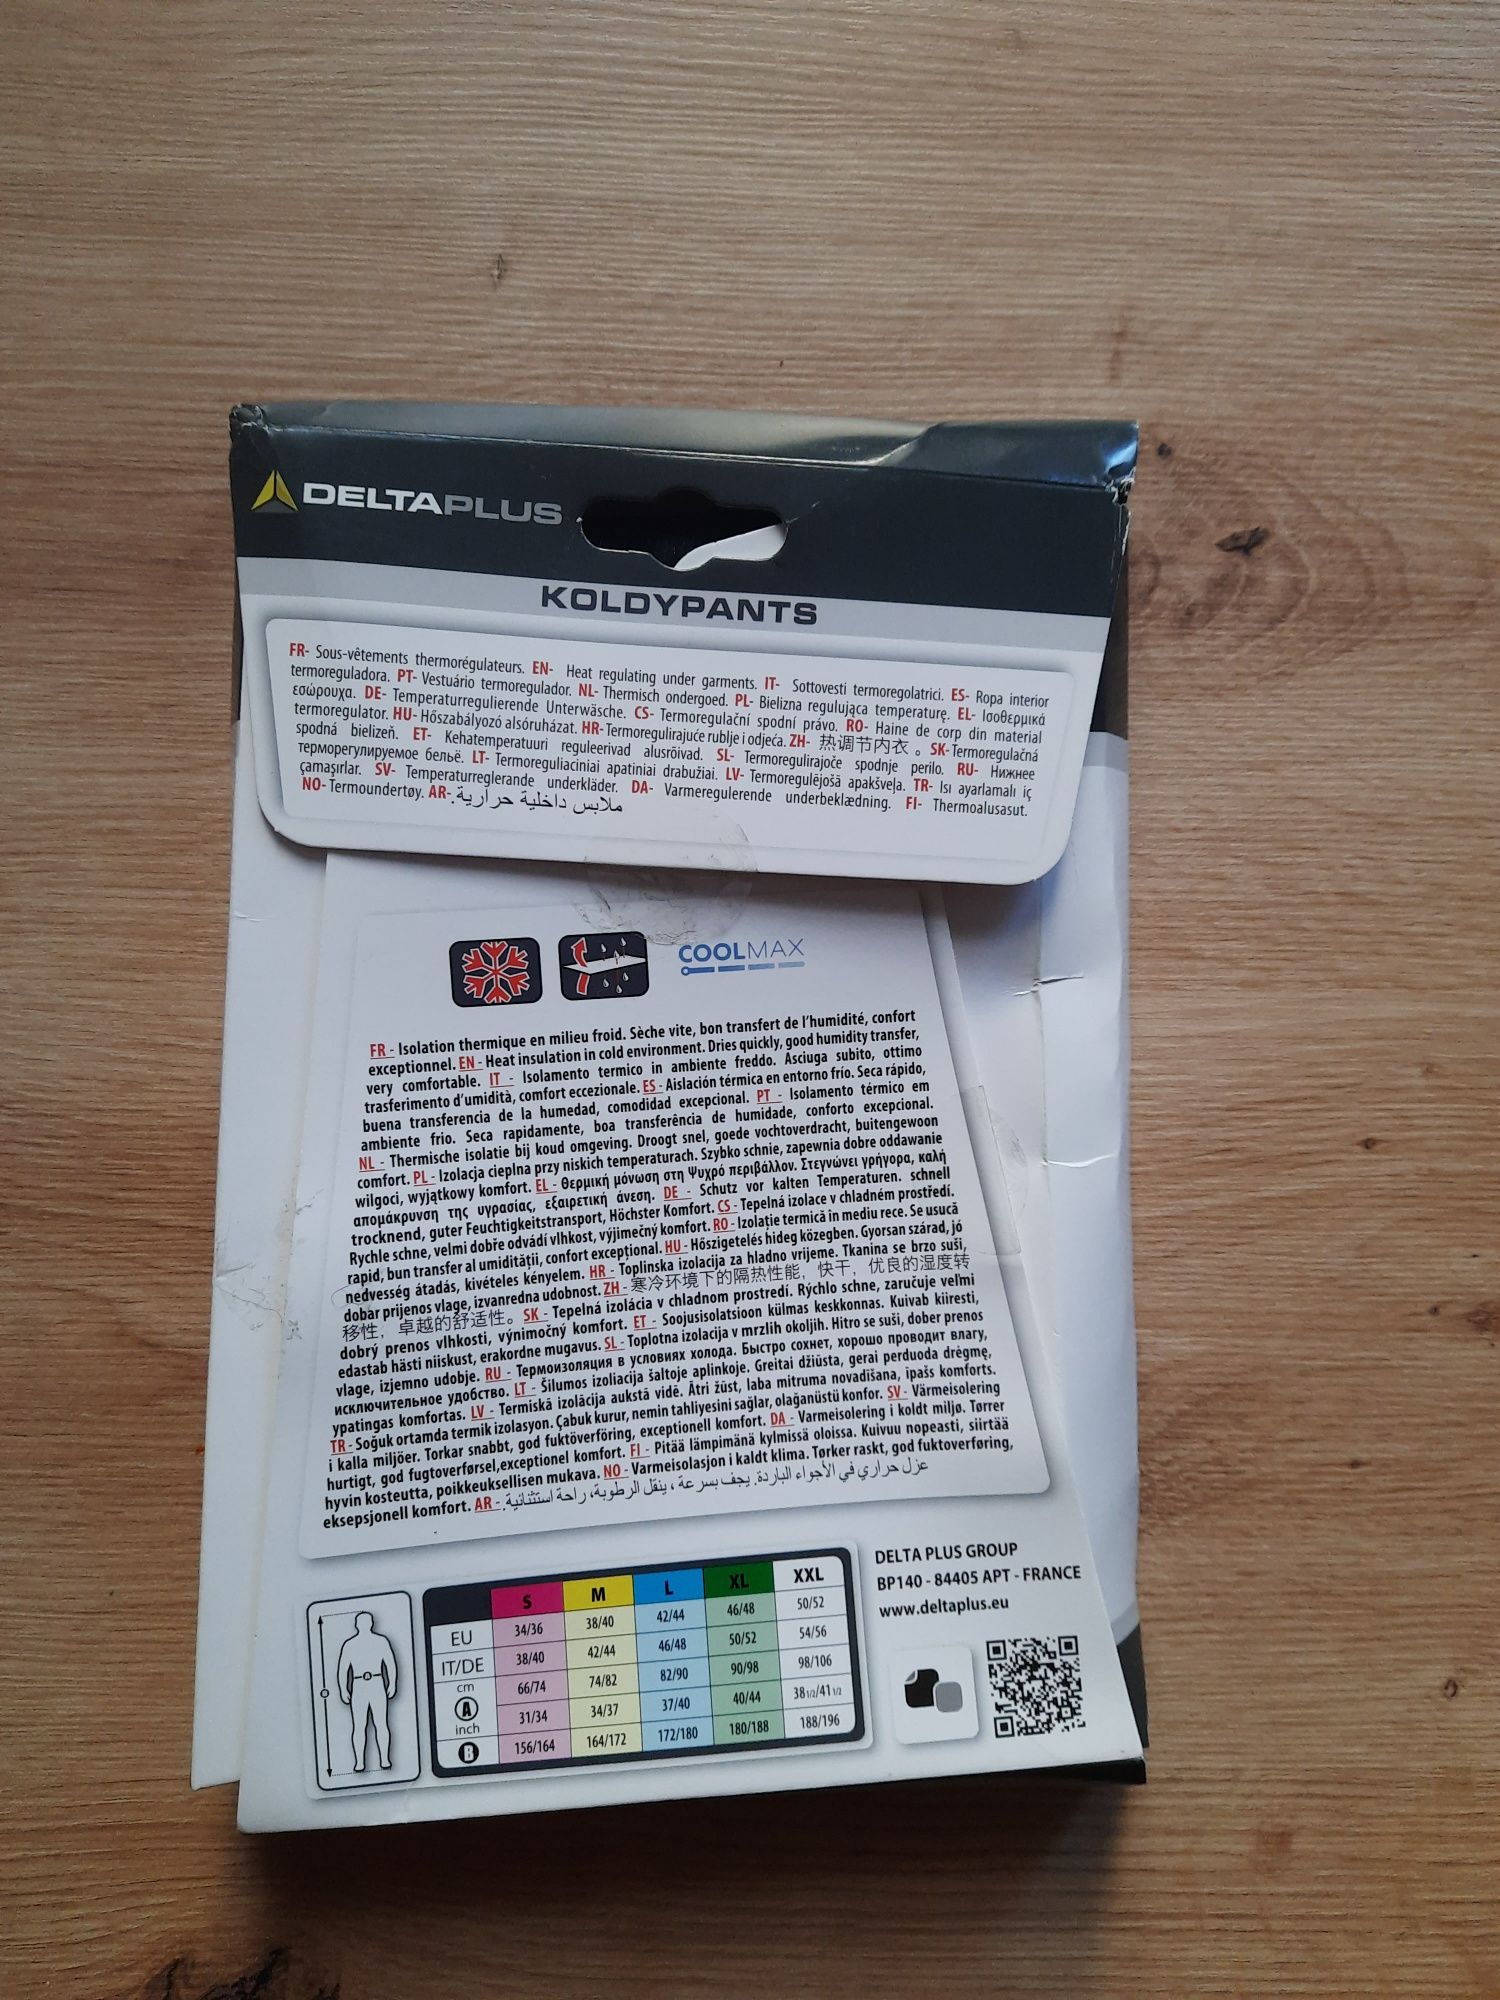 DELTAPLUS
KOLDYPANTS
FR- Sous-vêtements thermorégulateurs. EN- Heat regulating under garments. IT- Sottovesti termoregolatrici. ES- Ropa interior
termoreguladora. PT- Vestuário termoregulador. NL- Thermisch ondergoed. PL- Bielizna regulująca temperaturę. EL- Ισοθερμικά
εσώρουχα. DE- Temperaturregulierende Unterwäsche. CS- Termoregulační spodní právo. RO- Haine de corp din material
termoregulator. HU- Hőszabályozó alsóruházat. HR- Termoregulirajuće rublje i odjeća. ZH- 热调节内衣 。 SK- Termoregulačná
spodná bielizeň. ET- Kehatemperatuuri reguleerivad alusrõivad. SL- Termoregulirajoče spodnje perilo. RU- Нижнее
терморегулируемое бельё. LT- Termoreguliaciniai apatiniai drabužiai. LV- Termoregulējošā apakšveļa. TR- Isı ayarlamalı iç
çamaşırlar. SV- Temperaturreglerande underkläder. DA- Varmeregulerende underbeklædning. FI- Thermoalusasut.
NO- Termoundertøy. AR- ملابس داخلية حرارية.
COOLMAX
FR - Isolation thermique en milieu froid. Sèche vite, bon transfert de l'humidité, confort
exceptionnel. EN - Heat insulation in cold environment. Dries quickly, good humidity transfer,
very comfortable. IT - Isolamento termico in ambiente freddo. Asciuga subito, ottimo
trasferimento d'umidità, comfort eccezionale. ES - Aislación térmica en entorno frío. Seca rápido,
buena transferencia de la humedad, comodidad excepcional. PT - Isolamento térmico em
ambiente frio. Seca rapidamente, boa transferência de humidade, conforto excepcional.
NL - Thermische isolatie bij koud omgeving. Droogt snel, goede vochtoverdracht, buitengewoon
comfort. PL - Izolacja cieplna przy niskich temperaturach. Szybko schnie, zapewnia dobre oddawanie
wilgoci, wyjątkowy komfort. EL - Θερμική μόνωση στη Ψυχρό περιβάλλον. Στεγνώνει γρήγορα, καλή
απομάκρυνση της υγρασίας, εξαιρετική άνεση. DE - Schutz vor kalten Temperaturen. schnell
trocknend, guter Feuchtigkeitstransport, Höchster Komfort. CS - Tepelná izolace v chladném prostředí.
Rychle schne, velmi dobře odvádí vlhkost, výjimečný komfort. RO - Izolație termică în mediu rece. Se usucă
rapid, bun transfer al umidității, confort excepțional. HU - Hőszigetelés hideg közegben. Gyorsan szárad, jó
nedvesség átadás, kivételes kényelem. HR - Toplinska izolacija za hladno vrijeme. Tkanina se brzo suši,
dobar prijenos vlage, izvanredna udobnost. ZH - 寒冷环境下的隔热性能，快干，优良的湿度转
移性，卓越的舒适性。 SK - Tepelná izolácia v chladnom prostredí. Rýchlo schne, zaručuje veľmi
dobrý prenos vlhkosti, výnimočný komfort. ET - Soojusisolatsioon külmas keskkonnas. Kuivab kiiresti,
edastab hästi niiskust, erakordne mugavus. SL - Toplotna izolacija v mrzlih okoljih. Hitro se suši, dober prenos
vlage, izjemno udobje. RU - Термоизоляция в условиях холода. Быстро сохнет, хорошо проводит влагу,
исключительное удобство. LT - Šilumos izoliacija šaltoje aplinkoje. Greitai džiūsta, gerai perduoda drėgmę,
ypatingas komfortas. LV - Termiskā izolācija aukstā vidē. Ātri žūst, laba mitruma novadīšana, īpašs komforts.
TR - Soğuk ortamda termik izolasyon. Çabuk kurur, nemin tahliyesini sağlar, olağanüstü konfor. SV - Värmeisolering
i kalla miljöer. Torkar snabbt, god fuktöverföring, exceptionell komfort. DA - Varmeisolering i koldt miljø. Tørrer
hurtigt, god fugtoverførsel,exceptionel komfort. FI - Pitää lämpimänä kylmissä oloissa. Kuivuu nopeasti, siirtää
hyvin kosteutta, poikkeuksellisen mukava. NO - Varmeisolasjon i kaldt klima. Tørker raskt, god fuktoverføring,
eksepsjonell komfort. AR - عزل حراري في الأجواء الباردة. يجف بسرعة ، ينقل الرطوبة، راحة استثنائية.
S M L XL XXL
EU 34/36 38/40 42/44 46/48 50/52
IT/DE 38/40 42/44 46/48 50/52 54/56
cm 66/74 74/82 82/90 90/98 98/106
A
inch 31/34 34/37 37/40 40/44 38 1/2/41 1/2
B 156/164 164/172 172/180 180/188 188/196
A
B
DELTA PLUS GROUP
BP140 - 84405 APT - FRANCE
www.deltaplus.eu